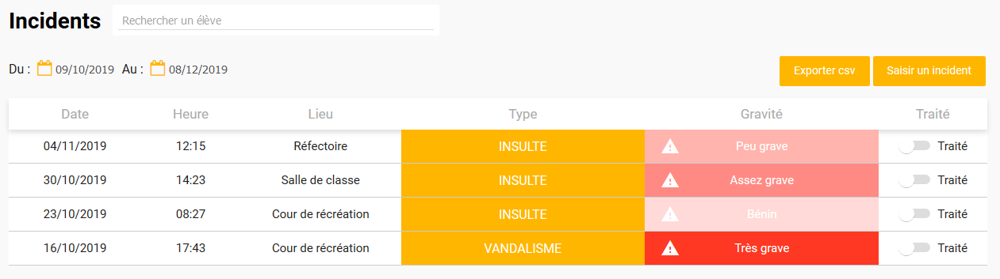 Incidents Rechercher un élève
Du : 09/10/2019 Au : 08/12/2019 Exporter csv Saisir un incident
Date Heure Lieu Type Gravité Traité
04/11/2019 12:15 Réfectoire INSULTE Peu grave Traité
30/10/2019 14:23 Salle de classe INSULTE Assez grave Traité
23/10/2019 08:27 Cour de récréation INSULTE Bénin Traité
16/10/2019 17:43 Cour de récréation VANDALISME Très grave Traité